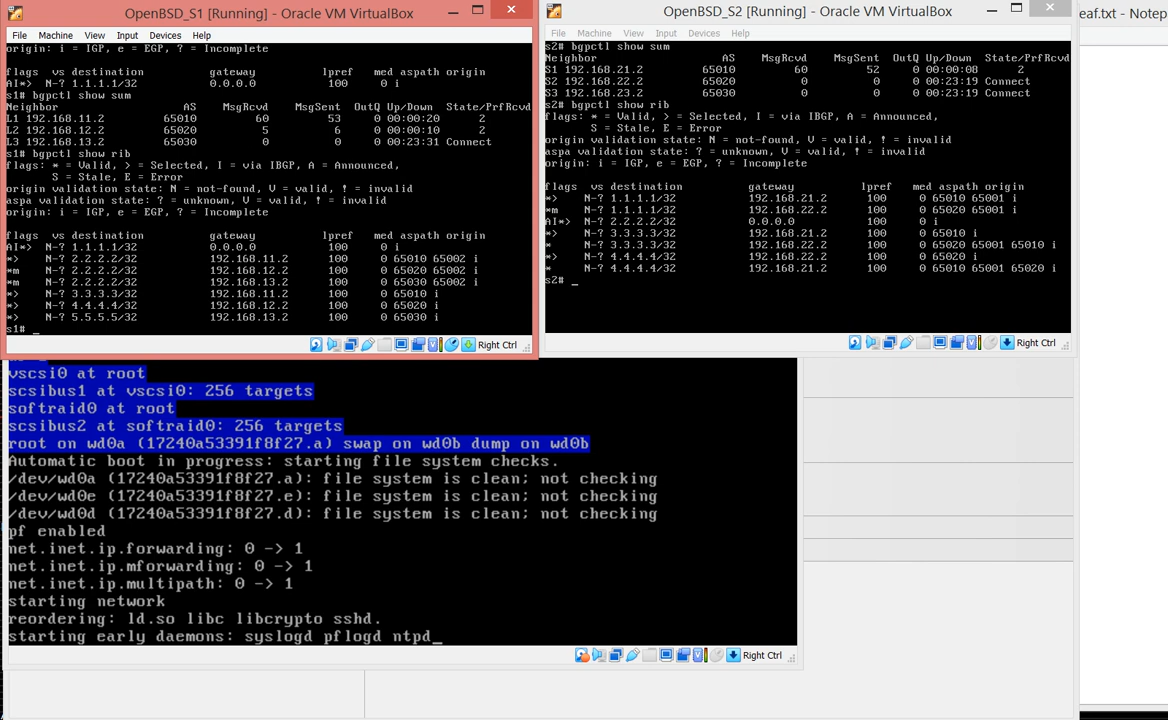 OpenBSD_S1 [Running] - Oracle VM VirtualBox
File Machine View Input Devices Help
origin: i = IGP, e = EGP, ? = Incomplete
flags vs destination gateway lpref med aspath origin
AI*> N-? 1.1.1.1/32 0.0.0.0 100 0 i
s1# bgpctl show sum
Neighbor AS MsgRcvd MsgSent OutQ Up/Down State/PrfRcvd
L1 192.168.11.2 65010 60 53 0 00:00:20 2
L2 192.168.12.2 65020 5 6 0 00:00:10 2
L3 192.168.13.2 65030 0 0 0 00:23:31 Connect
s1# bgpctl show rib
flags: * = Valid, > = Selected, I = via IBGP, A = Announced,
S = Stale, E = Error
origin validation state: N = not-found, V = valid, ! = invalid
aspa validation state: ? = unknown, V = valid, ! = invalid
origin: i = IGP, e = EGP, ? = Incomplete
flags vs destination gateway lpref med aspath origin
AI*> N-? 1.1.1.1/32 0.0.0.0 100 0 i
*> N-? 2.2.2.2/32 192.168.11.2 100 0 65010 65002 i
*m N-? 2.2.2.2/32 192.168.12.2 100 0 65020 65002 i
*m N-? 2.2.2.2/32 192.168.13.2 100 0 65030 65002 i
*> N-? 3.3.3.3/32 192.168.11.2 100 0 65010 i
*> N-? 4.4.4.4/32 192.168.12.2 100 0 65020 i
*> N-? 5.5.5.5/32 192.168.13.2 100 0 65030 i
s1# _
Right Ctrl
OpenBSD_S2 [Running] - Oracle VM VirtualBox
File Machine View Input Devices Help
s2# bgpctl show sum
Neighbor AS MsgRcvd MsgSent OutQ Up/Down State/PrfRcvd
S1 192.168.21.2 65010 60 52 0 00:00:08 2
S2 192.168.22.2 65020 0 0 0 00:23:19 Connect
S3 192.168.23.2 65030 0 0 0 00:23:19 Connect
s2# bgpctl show rib
flags: * = Valid, > = Selected, I = via IBGP, A = Announced,
S = Stale, E = Error
origin validation state: N = not-found, V = valid, ! = invalid
aspa validation state: ? = unknown, V = valid, ! = invalid
origin: i = IGP, e = EGP, ? = Incomplete
flags vs destination gateway lpref med aspath origin
*> N-? 1.1.1.1/32 192.168.21.2 100 0 65010 65001 i
*m N-? 1.1.1.1/32 192.168.22.2 100 0 65020 65001 i
AI*> N-? 2.2.2.2/32 0.0.0.0 100 0 i
*> N-? 3.3.3.3/32 192.168.21.2 100 0 65010 i
* N-? 3.3.3.3/32 192.168.22.2 100 0 65020 65001 65010 i
*> N-? 4.4.4.4/32 192.168.22.2 100 0 65020 i
* N-? 4.4.4.4/32 192.168.21.2 100 0 65010 65001 65020 i
s2# _
Right Ctrl
eaf.txt - Notep
vscsi0 at root
scsibus1 at vscsi0: 256 targets
softraid0 at root
scsibus2 at softraid0: 256 targets
root on wd0a (17240a53391f8f27.a) swap on wd0b dump on wd0b
Automatic boot in progress: starting file system checks.
/dev/wd0a (17240a53391f8f27.a): file system is clean; not checking
/dev/wd0e (17240a53391f8f27.e): file system is clean; not checking
/dev/wd0d (17240a53391f8f27.d): file system is clean; not checking
pf enabled
net.inet.ip.forwarding: 0 -> 1
net.inet.ip.mforwarding: 0 -> 1
net.inet.ip.multipath: 0 -> 1
starting network
reordering: ld.so libc libcrypto sshd.
starting early daemons: syslogd pflogd ntpd_
Right Ctrl